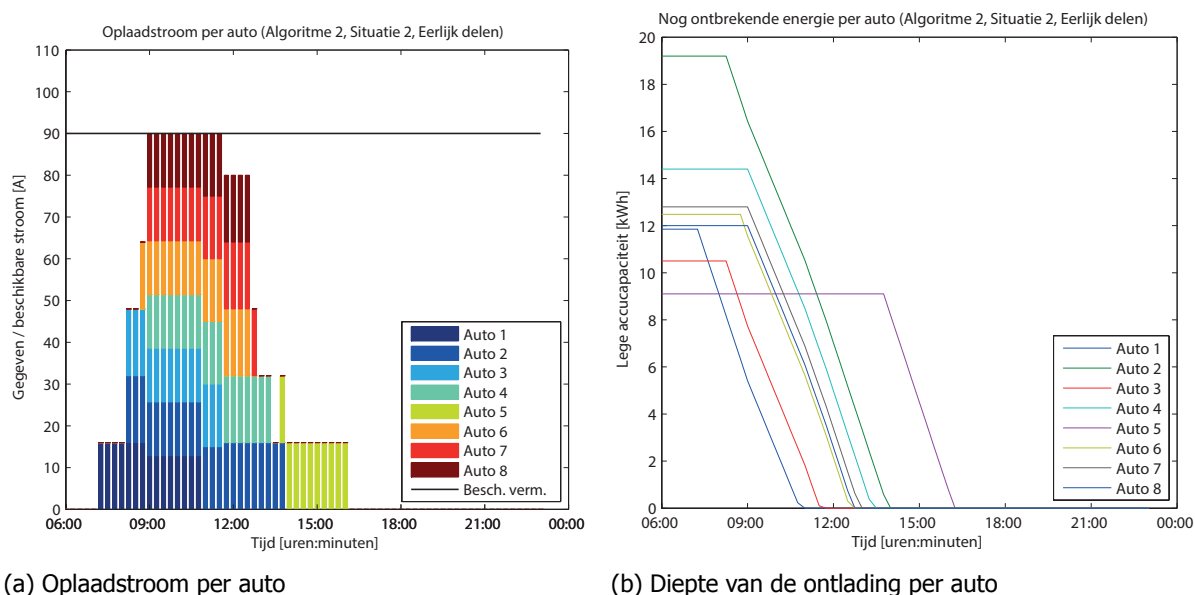 Oplaadstroom per auto (Algoritme 2, Situatie 2, Eerlijk delen)
110
100
90
80
70
60
50
40
30
20
10
0
Gegeven / beschikbare stroom [A]
Auto 1
Auto 2
Auto 3
Auto 4
Auto 5
Auto 6
Auto 7
Auto 8
Besch. verm.
06:00 09:00 12:00 15:00 18:00 21:00 00:00
Tijd [uren:minuten]
(a) Oplaadstroom per auto
Nog ontbrekende energie per auto (Algoritme 2, Situatie 2, Eerlijk delen)
20
18
16
14
12
10
8
6
4
2
0
Lege accucapaciteit [kWh]
Auto 1
Auto 2
Auto 3
Auto 4
Auto 5
Auto 6
Auto 7
Auto 8
06:00 09:00 12:00 15:00 18:00 21:00 00:00
Tijd [uren:minuten]
(b) Diepte van de ontlading per auto